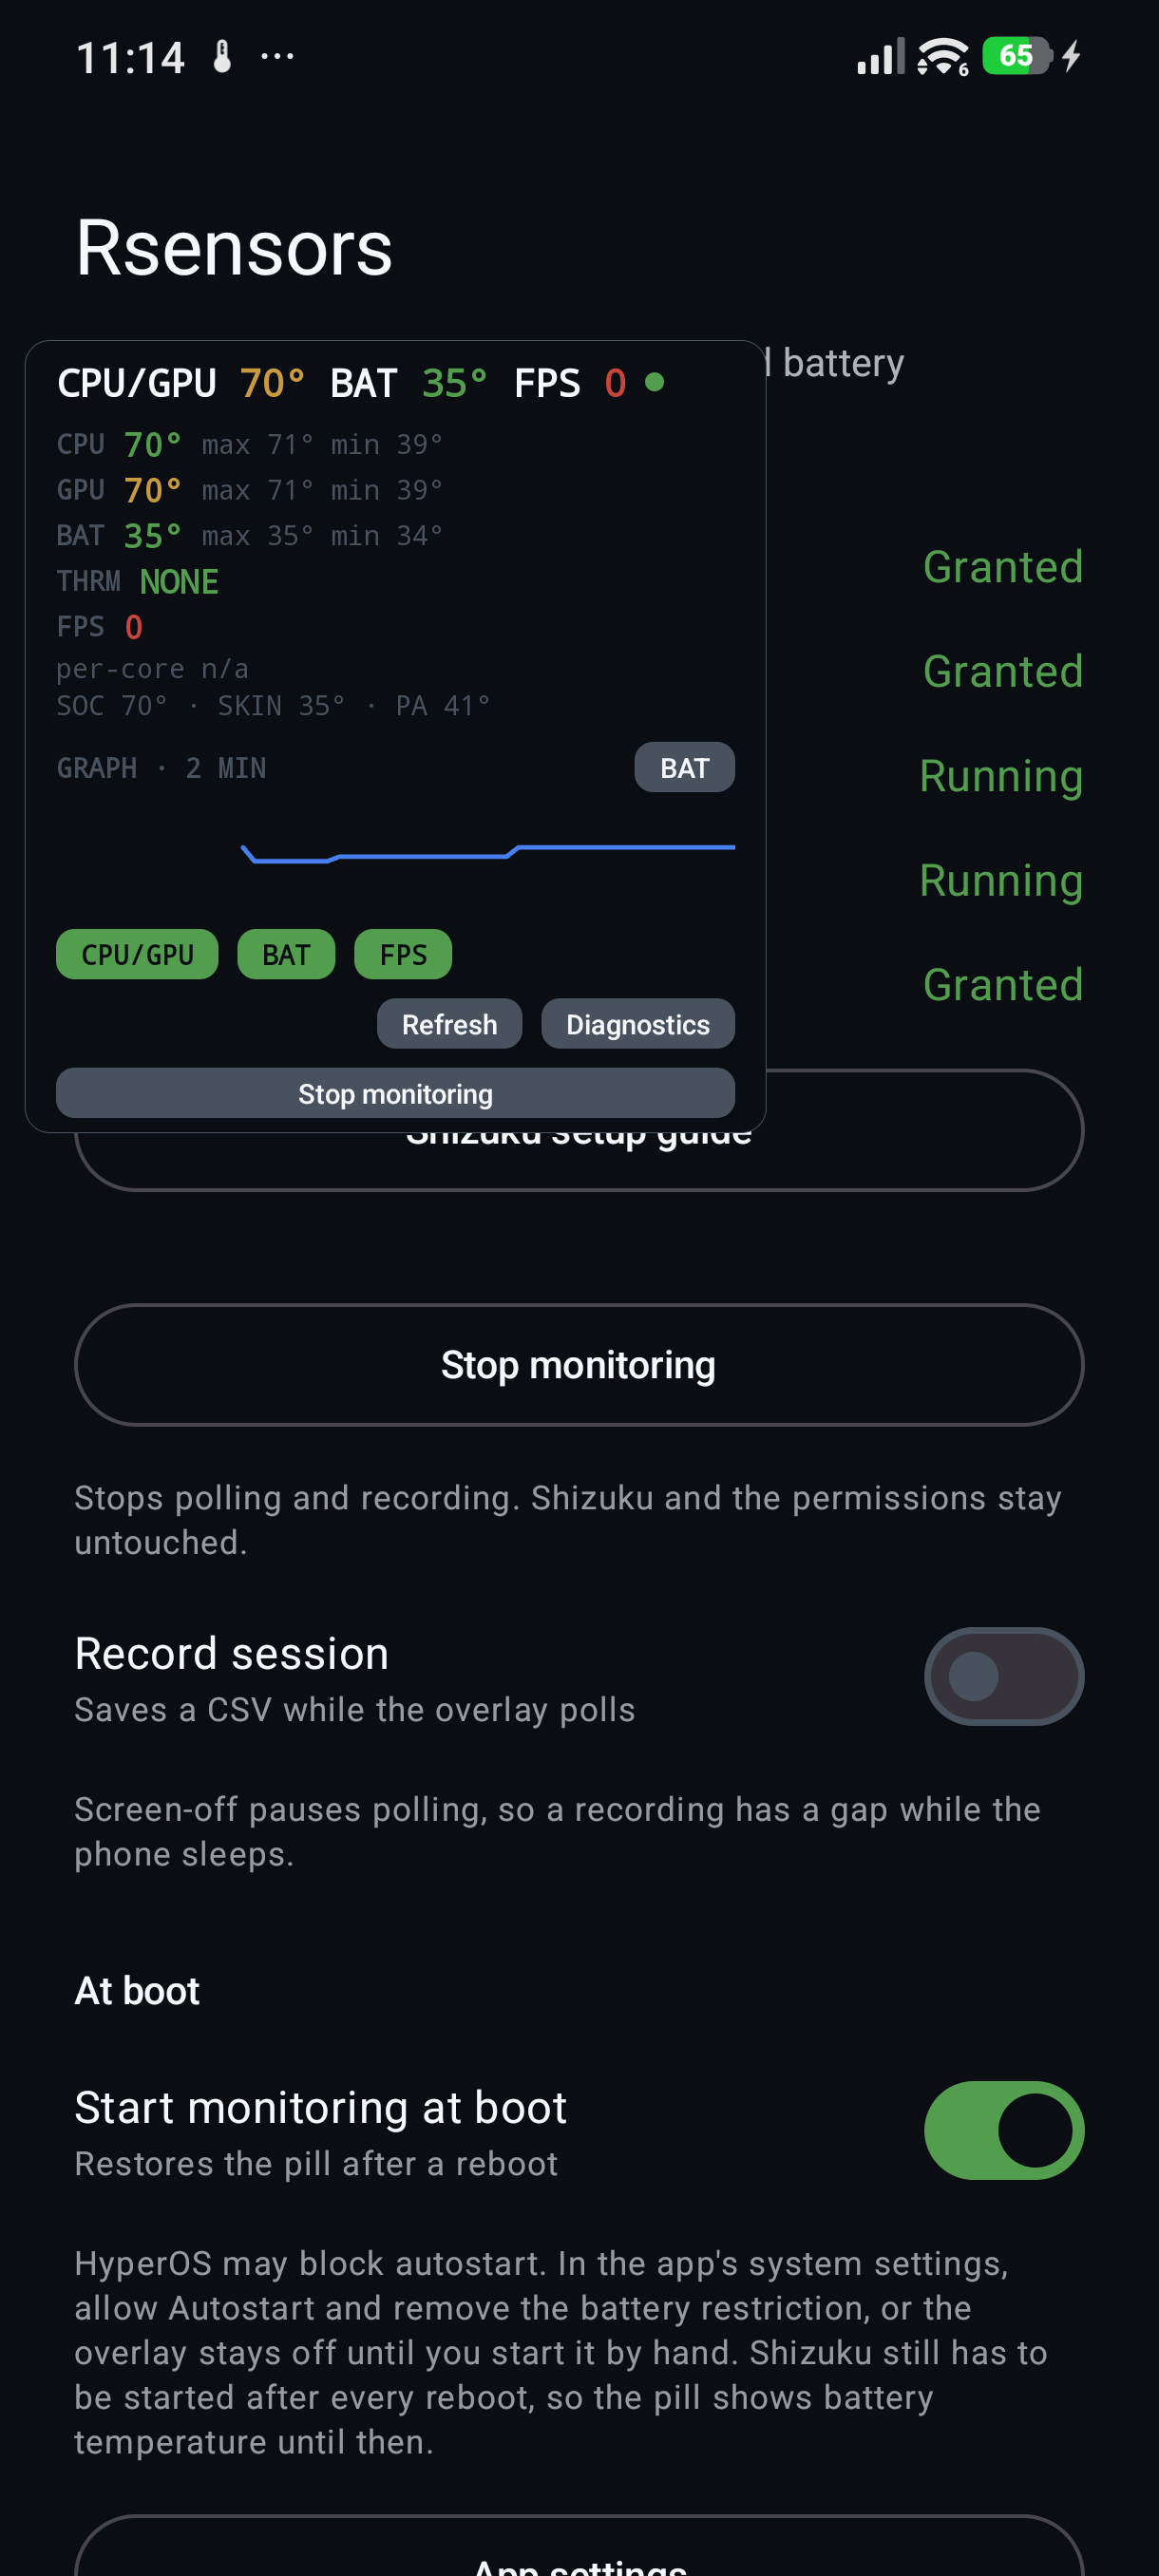 11:14 ...
6 65
Rsensors
battery
CPU/GPU 70° BAT 35° FPS 0
CPU 70° max 71° min 39°
GPU 70° max 71° min 39°
BAT 35° max 35° min 34°
THRM NONE
Granted
FPS 0
per-core n/a
Granted
SOC 70° · SKIN 35° · PA 41°
GRAPH · 2 MIN
BAT
Running
Running
CPU/GPU BAT FPS
Granted
Refresh Diagnostics
Stop monitoring
Shizuku setup guide
Stop monitoring
Stops polling and recording. Shizuku and the permissions stay
untouched.
Record session
Saves a CSV while the overlay polls
Screen-off pauses polling, so a recording has a gap while the
phone sleeps.
At boot
Start monitoring at boot
Restores the pill after a reboot
HyperOS may block autostart. In the app's system settings,
allow Autostart and remove the battery restriction, or the
overlay stays off until you start it by hand. Shizuku still has to
be started after every reboot, so the pill shows battery
temperature until then.
App settings